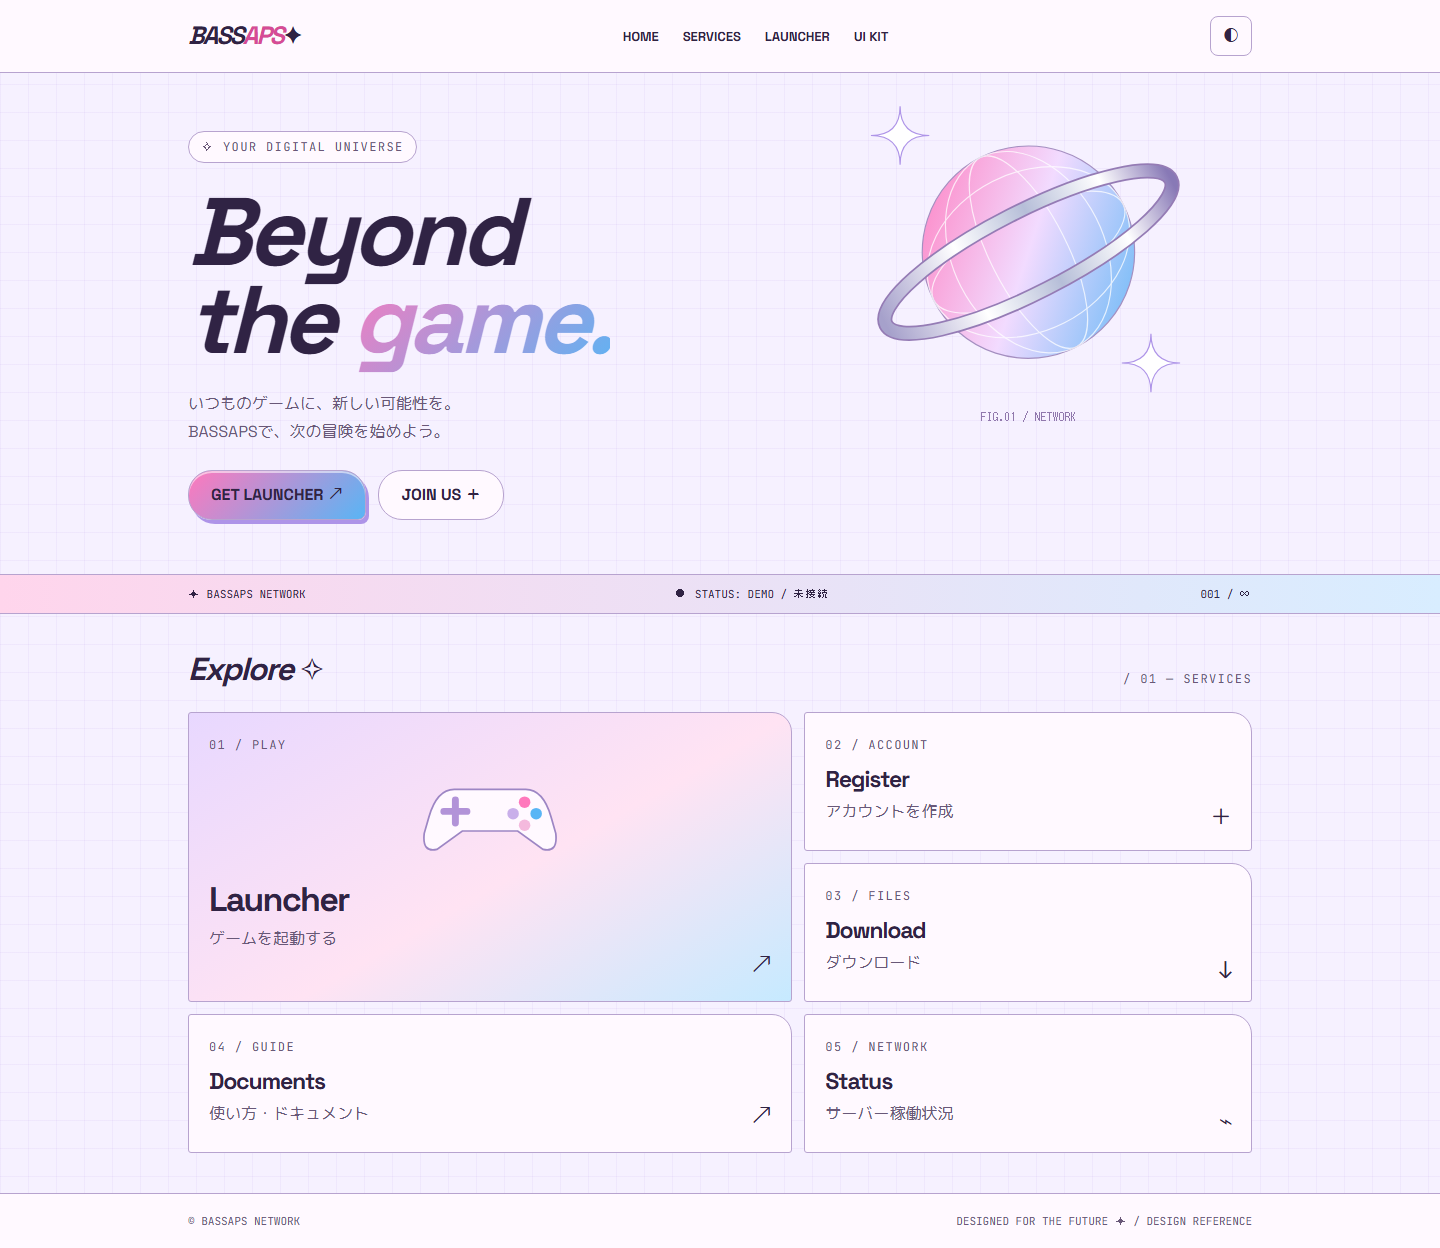 BASSAPS✦
HOME SERVICES LAUNCHER UI KIT
✧ YOUR DIGITAL UNIVERSE
Beyond
the game.
いつものゲームに、新しい可能性を。
BASSAPSで、次の冒険を始めよう。
GET LAUNCHER ↗
JOIN US +
FIG.01 / NETWORK
✦ BASSAPS NETWORK
● STATUS: DEMO / 未接続
001 / ∞
Explore ✧
/ 01 — SERVICES
01 / PLAY
Launcher
ゲームを起動する
↗
02 / ACCOUNT
Register
アカウントを作成
+
03 / FILES
Download
ダウンロード
↓
04 / GUIDE
Documents
使い方・ドキュメント
↗
05 / NETWORK
Status
サーバー稼働状況
⌁
© BASSAPS NETWORK
DESIGNED FOR THE FUTURE ✦ / DESIGN REFERENCE